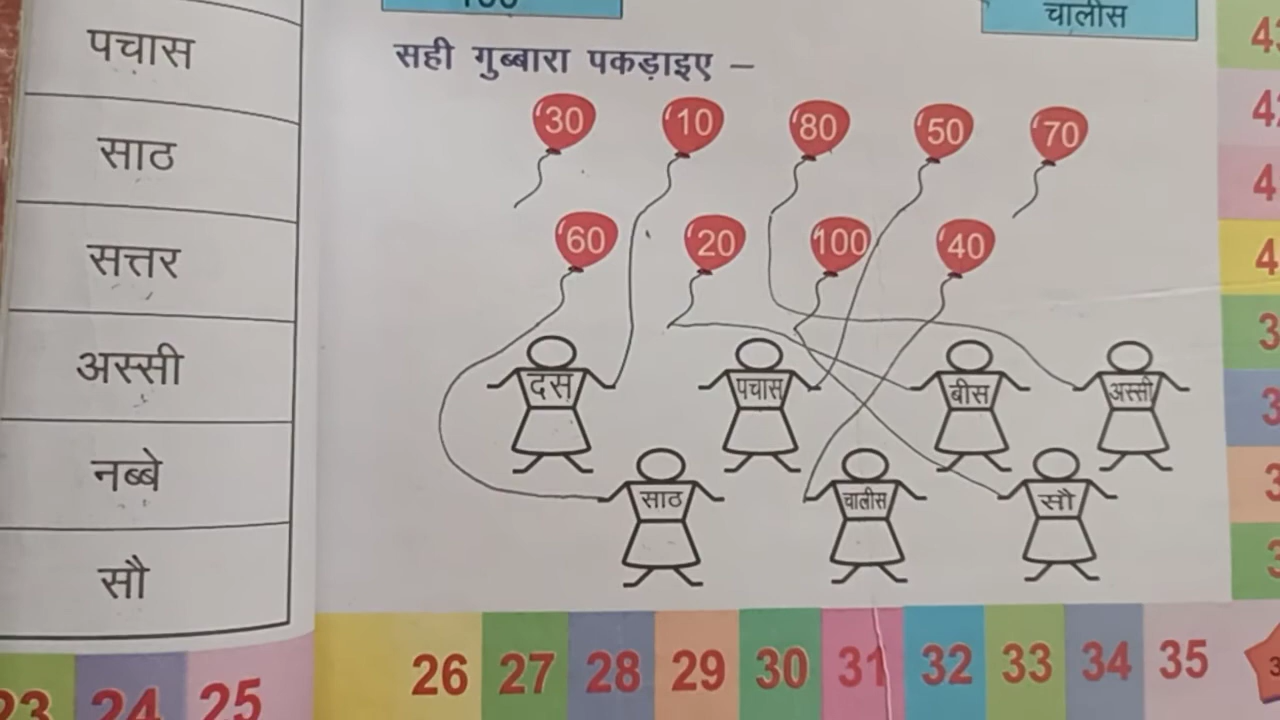 पचास
साठ
सत्तर
अस्सी
नब्बे
सौ
चालीस
सही गुब्बारा पकड़ाइए –
30 10 80 50 70
60 20 100 40
दस पचास बीस अस्सी
साठ चालीस सौ
24 25
26 27 28 29 30 31 32 33 34 35